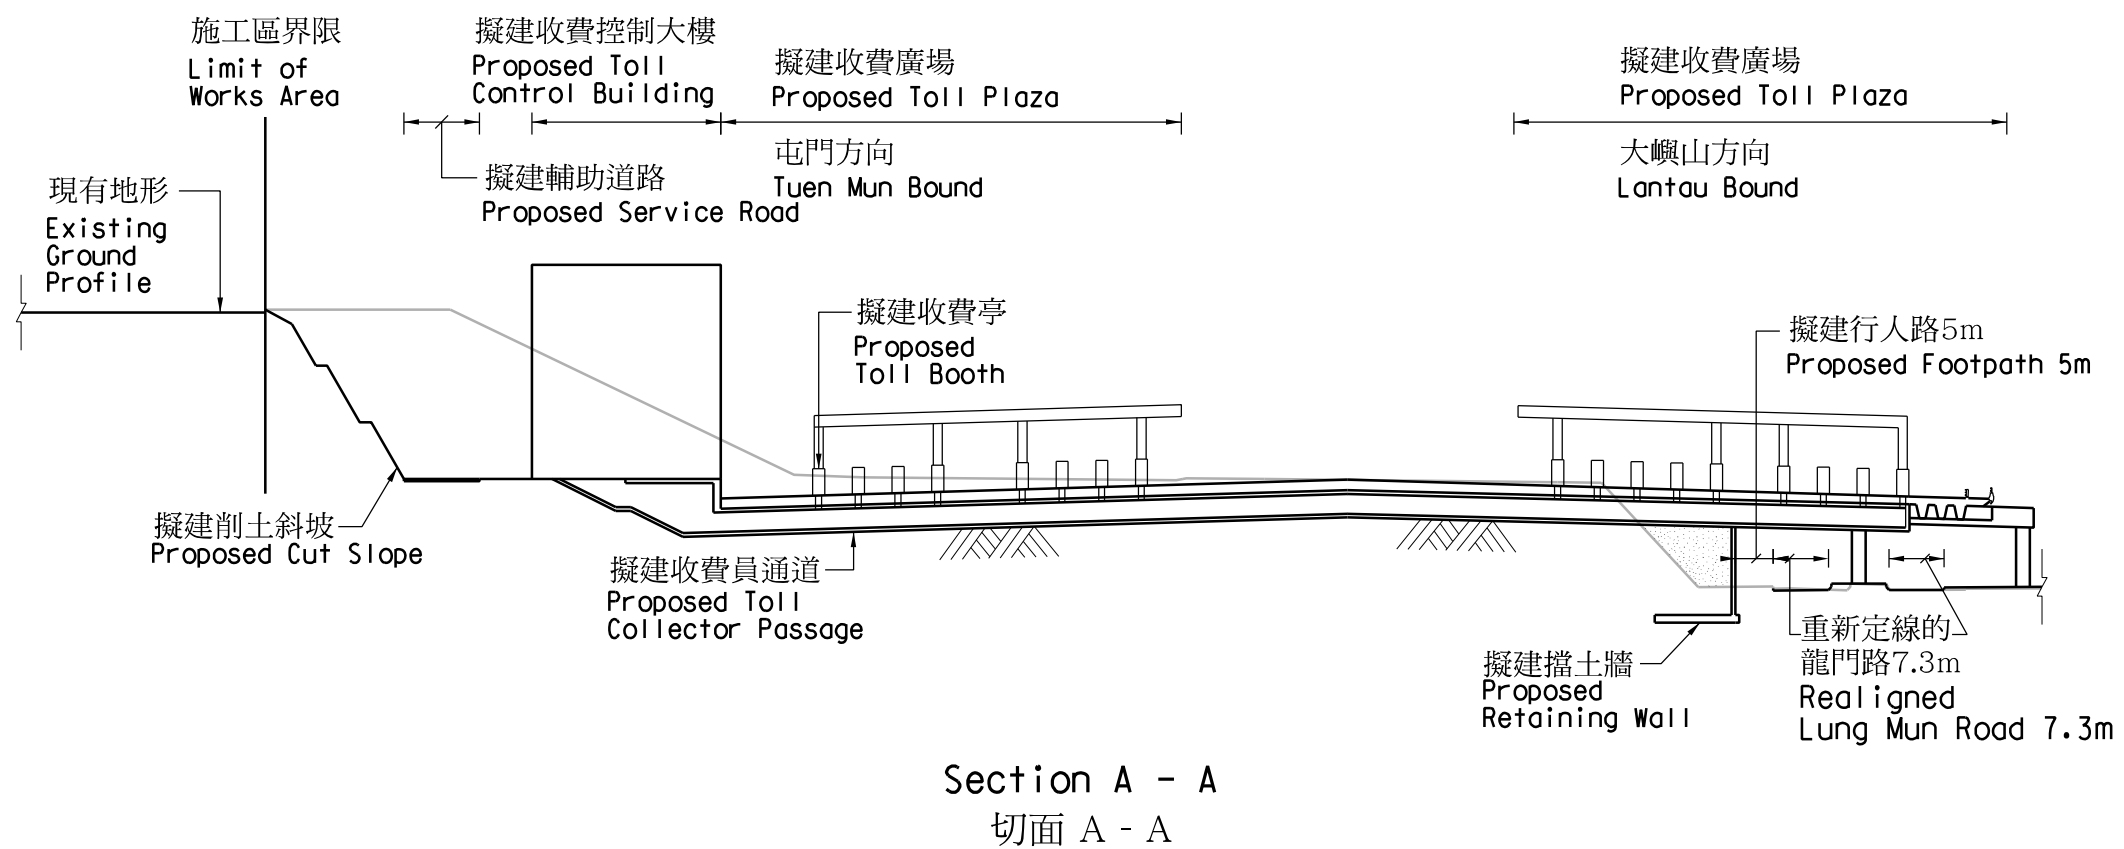 施工區界限
Limit of
Works Area
擬建收費控制大樓
Proposed Toll
Control Building
擬建收費廣場
Proposed Toll Plaza
屯門方向
Tuen Mun Bound
擬建收費廣場
Proposed Toll Plaza
大嶼山方向
Lantau Bound
擬建輔助道路
Proposed Service Road
現有地形
Existing
Ground
Profile
擬建收費亭
Proposed
Toll Booth
擬建行人路5m
Proposed Footpath 5m
擬建削土斜坡
Proposed Cut Slope
擬建收費員通道
Proposed Toll
Collector Passage
擬建擋土牆
Proposed
Retaining Wall
重新定線的
龍門路7.3m
Realigned
Lung Mun Road 7.3m
Section A - A
切面 A - A